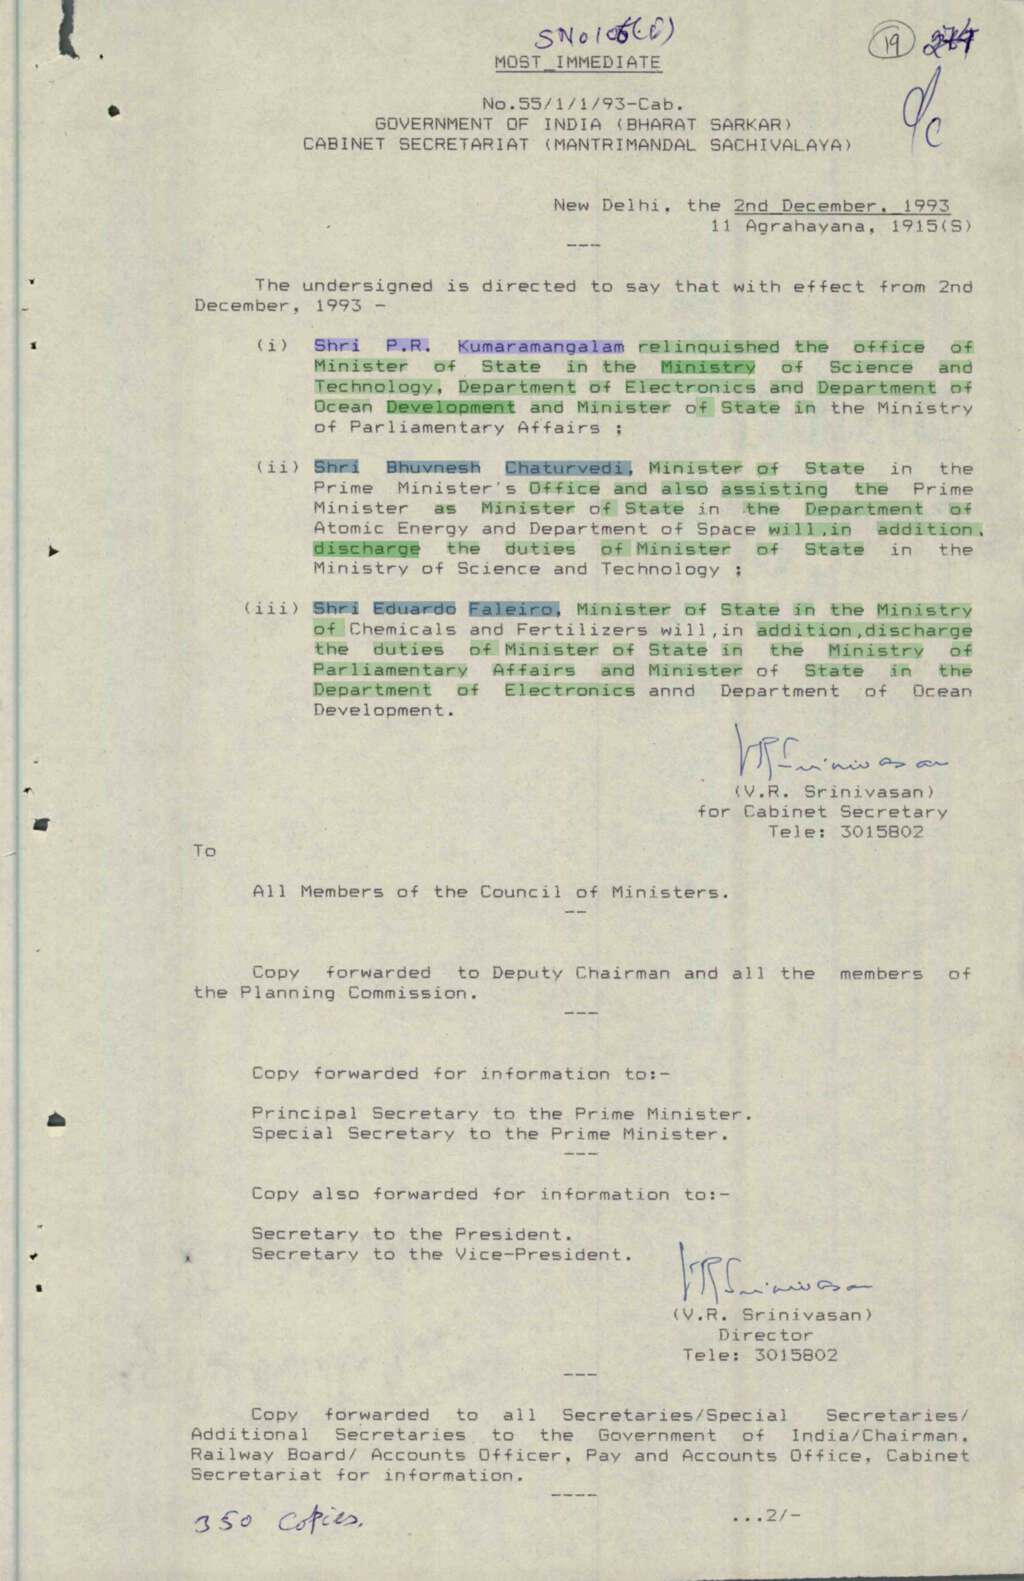 SNo 106(C)
19
MOST IMMEDIATE
No.55/1/1/93-Cab.
GOVERNMENT OF INDIA (BHARAT SARKAR)
CABINET SECRETARIAT (MANTRIMANDAL SACHIVALAYA)
New Delhi, the 2nd December, 1993
11 Agrahayana, 1915(S)
---
The undersigned is directed to say that with effect from 2nd
December, 1993 -
(i) Shri P.R. Kumaramangalam relinquished the office of
Minister of State in the Ministry of Science and
Technology, Department of Electronics and Department of
Ocean Development and Minister of State in the Ministry
of Parliamentary Affairs ;
(ii) Shri Bhuvnesh Chaturvedi, Minister of State in the
Prime Minister's Office and also assisting the Prime
Minister as Minister of State in the Department of
Atomic Energy and Department of Space will,in addition,
discharge the duties of Minister of State in the
Ministry of Science and Technology ;
(iii) Shri Eduardo Faleiro, Minister of State in the Ministry
of Chemicals and Fertilizers will,in addition,discharge
the duties of Minister of State in the Ministry of
Parliamentary Affairs and Minister of State in the
Department of Electronics annd Department of Ocean
Development.
VRSrinivasan
(V.R. Srinivasan)
for Cabinet Secretary
Tele: 3015802
To
All Members of the Council of Ministers.
--
Copy forwarded to Deputy Chairman and all the members of
the Planning Commission.
---
Copy forwarded for information to:-
Principal Secretary to the Prime Minister.
Special Secretary to the Prime Minister.
---
Copy also forwarded for information to:-
Secretary to the President.
Secretary to the Vice-President.
VRSrinivasan
(V.R. Srinivasan)
Director
Tele: 3015802
---
Copy forwarded to all Secretaries/Special Secretaries/
Additional Secretaries to the Government of India/Chairman,
Railway Board/ Accounts Officer, Pay and Accounts Office, Cabinet
Secretariat for information.
----
350 Copies.
...2/-